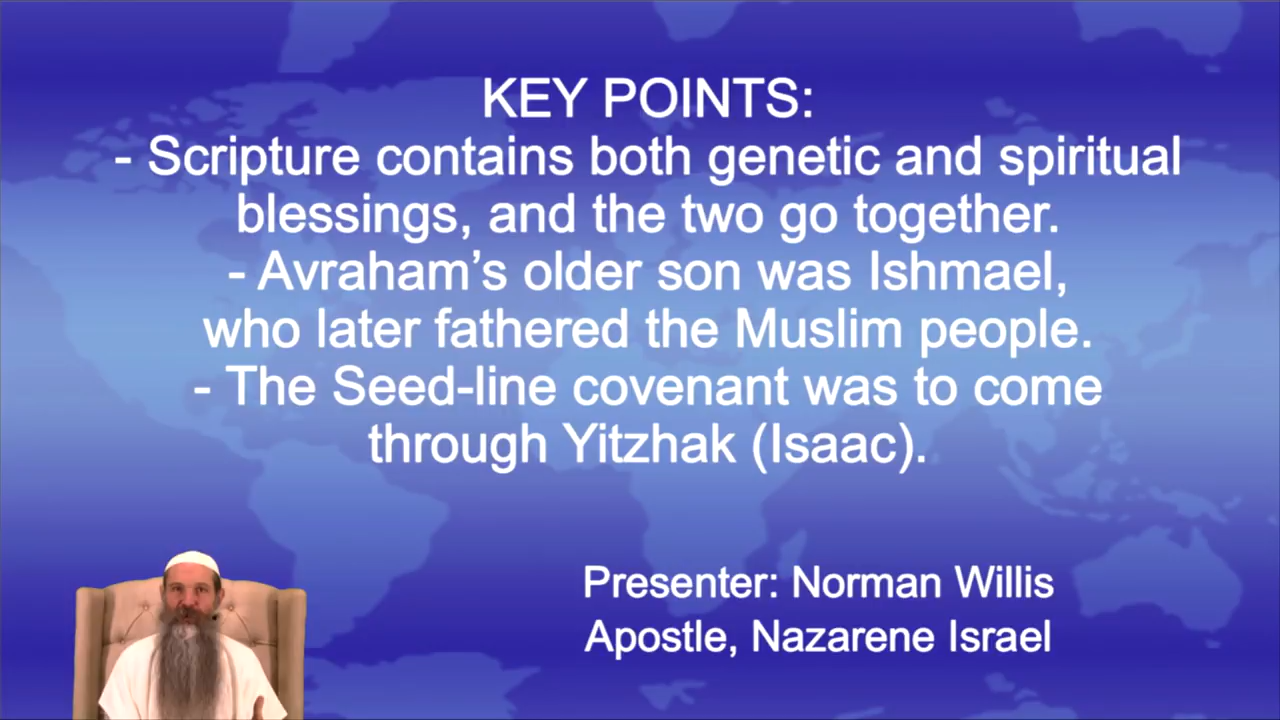 KEY POINTS:
- Scripture contains both genetic and spiritual
blessings, and the two go together.
- Avraham’s older son was Ishmael,
who later fathered the Muslim people.
- The Seed-line covenant was to come
through Yitzhak (Isaac).
Presenter: Norman Willis
Apostle, Nazarene Israel